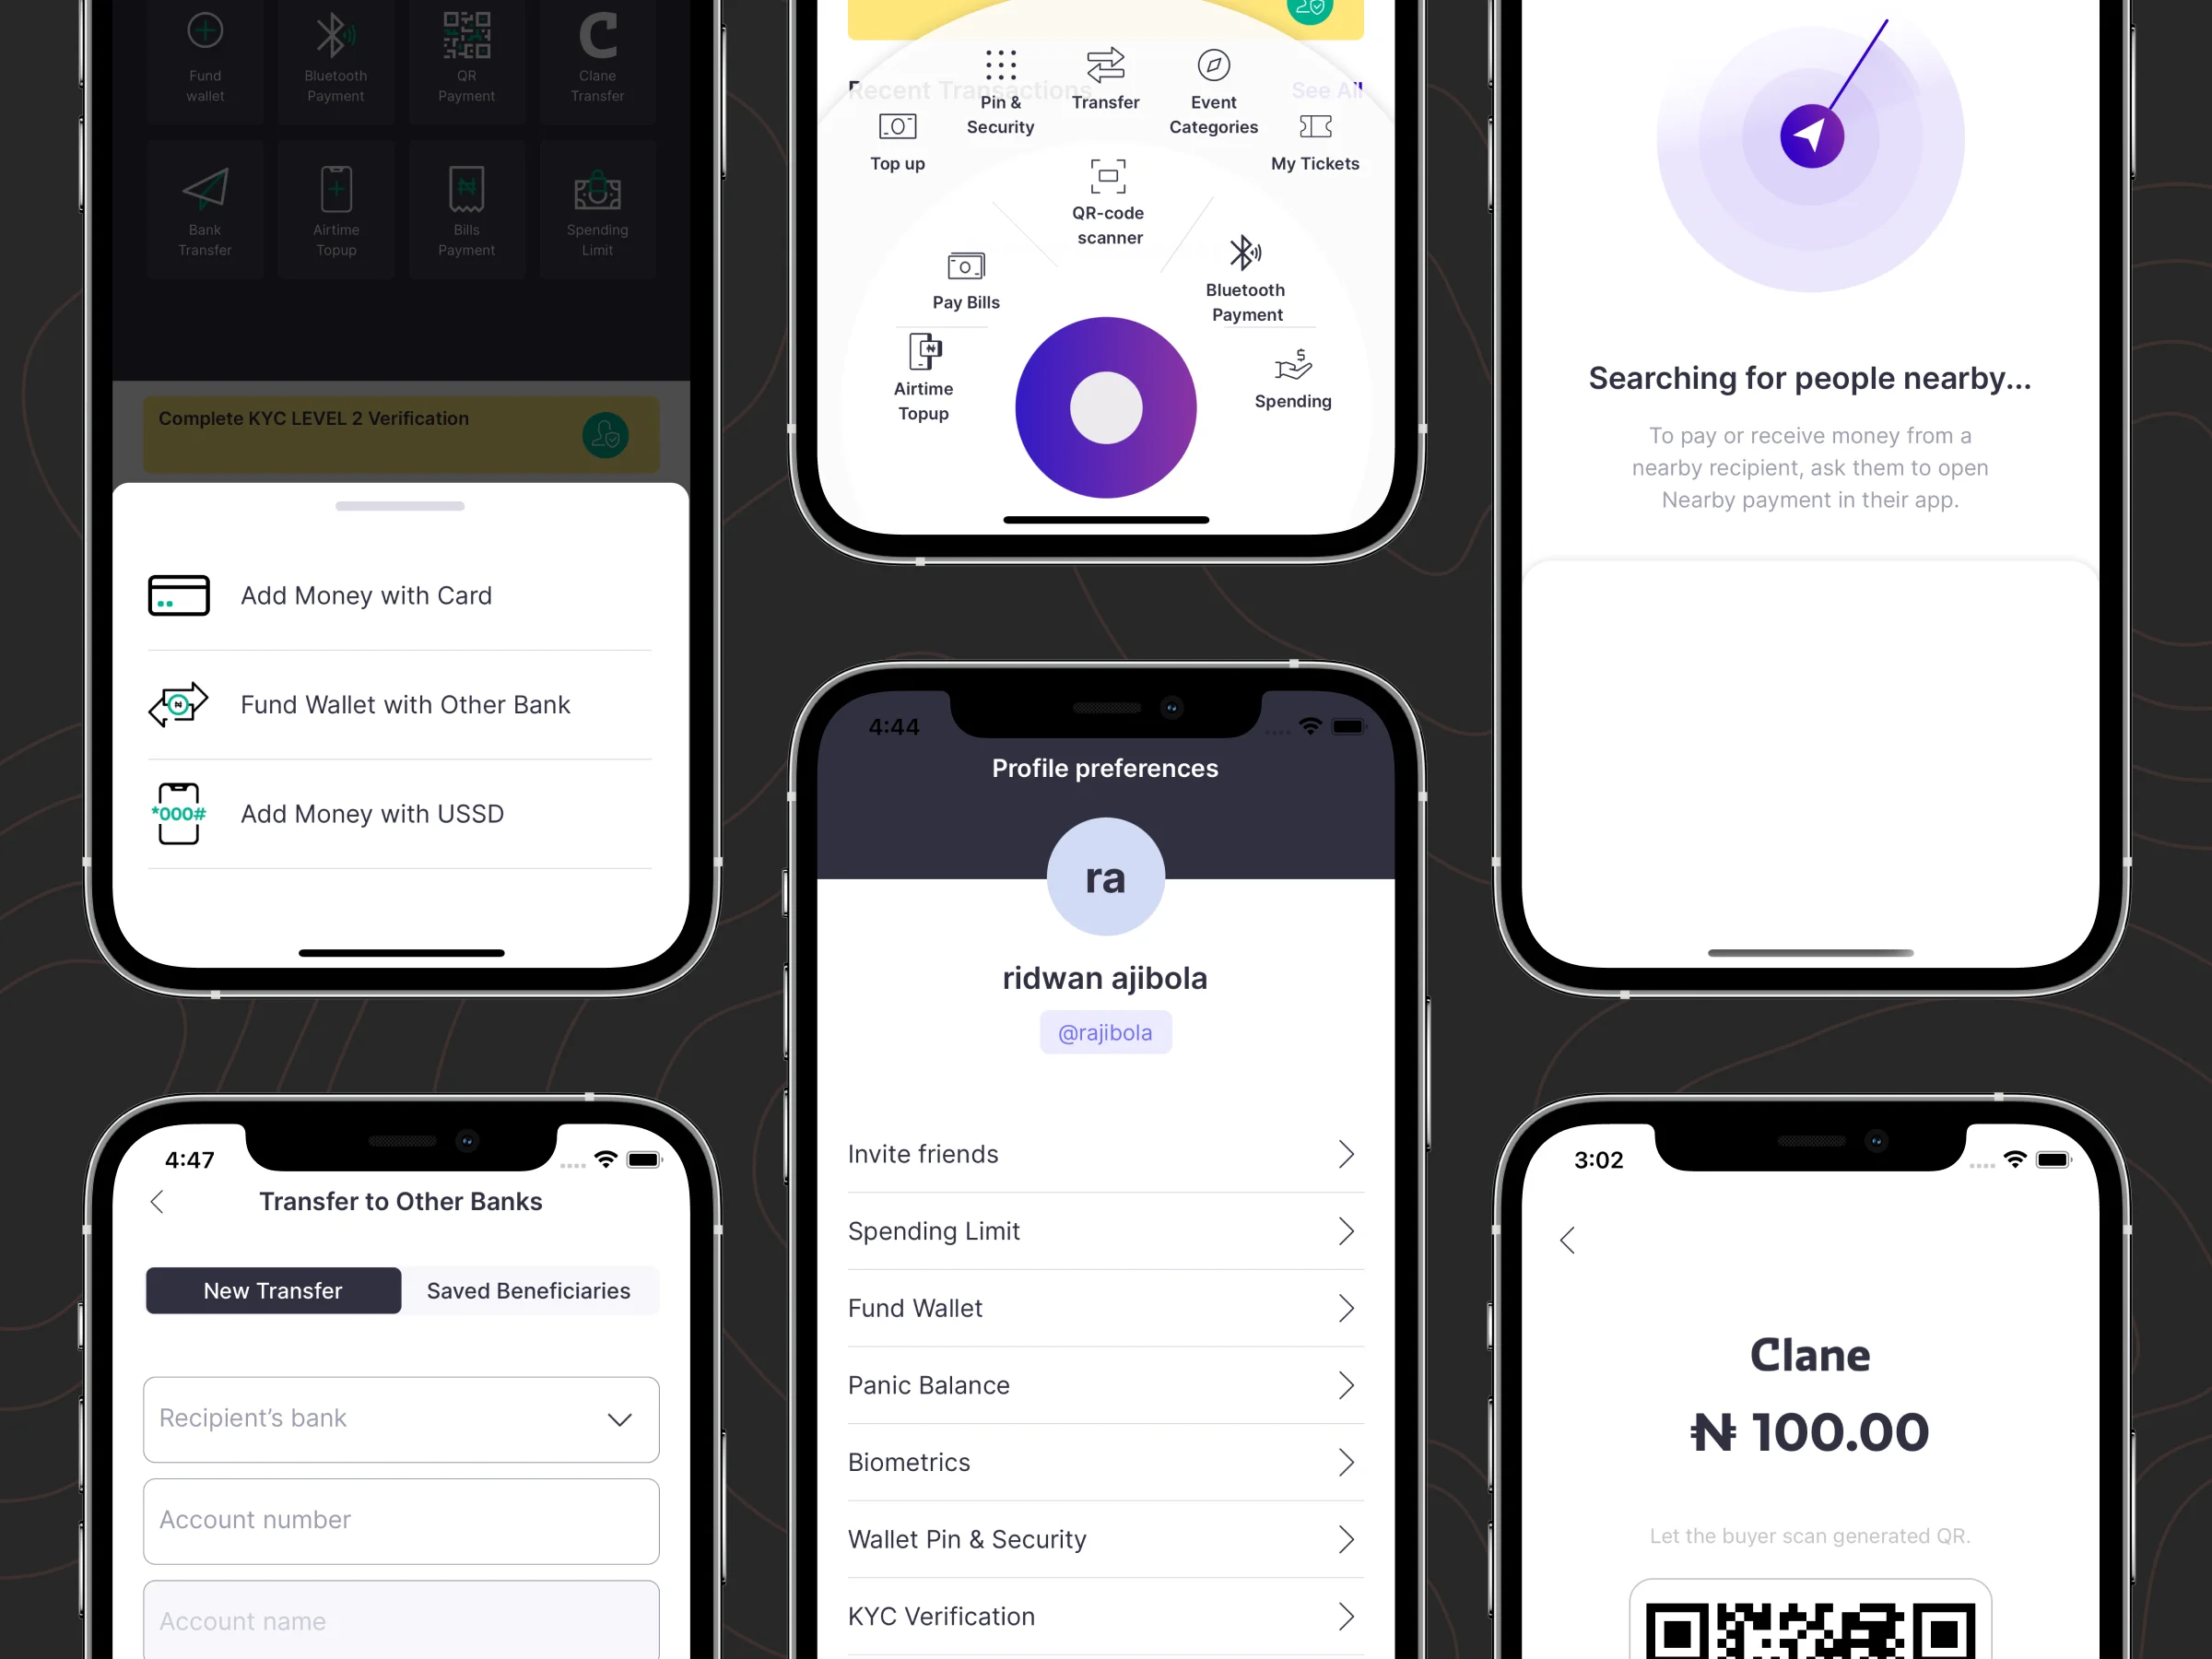 Fund
wallet
Bluetooth
Payment
QR
Payment
C
Clane
Transfer
Bank
Transfer
Airtime
Topup
₦
Bills
Payment
Spending
Limit
Complete KYC LEVEL 2 Verification
Add Money with Card
₦
Fund Wallet with Other Bank
*000#
Add Money with USSD
Recent Transactions
See All
Pin &
Security
Transfer
Event
Categories
Top up
My Tickets
QR-code
scanner
Pay Bills
Bluetooth
Payment
₦
Airtime
Topup
$
Spending
Searching for people nearby...
To pay or receive money from a
nearby recipient, ask them to open
Nearby payment in their app.
4:44
Profile preferences
ra
ridwan ajibola
@rajibola
Invite friends
Spending Limit
Fund Wallet
Panic Balance
Biometrics
Wallet Pin & Security
KYC Verification
4:47
Transfer to Other Banks
New Transfer
Saved Beneficiaries
Recipient’s bank
Account number
Account name
3:02
Clane
₦ 100.00
Let the buyer scan generated QR.